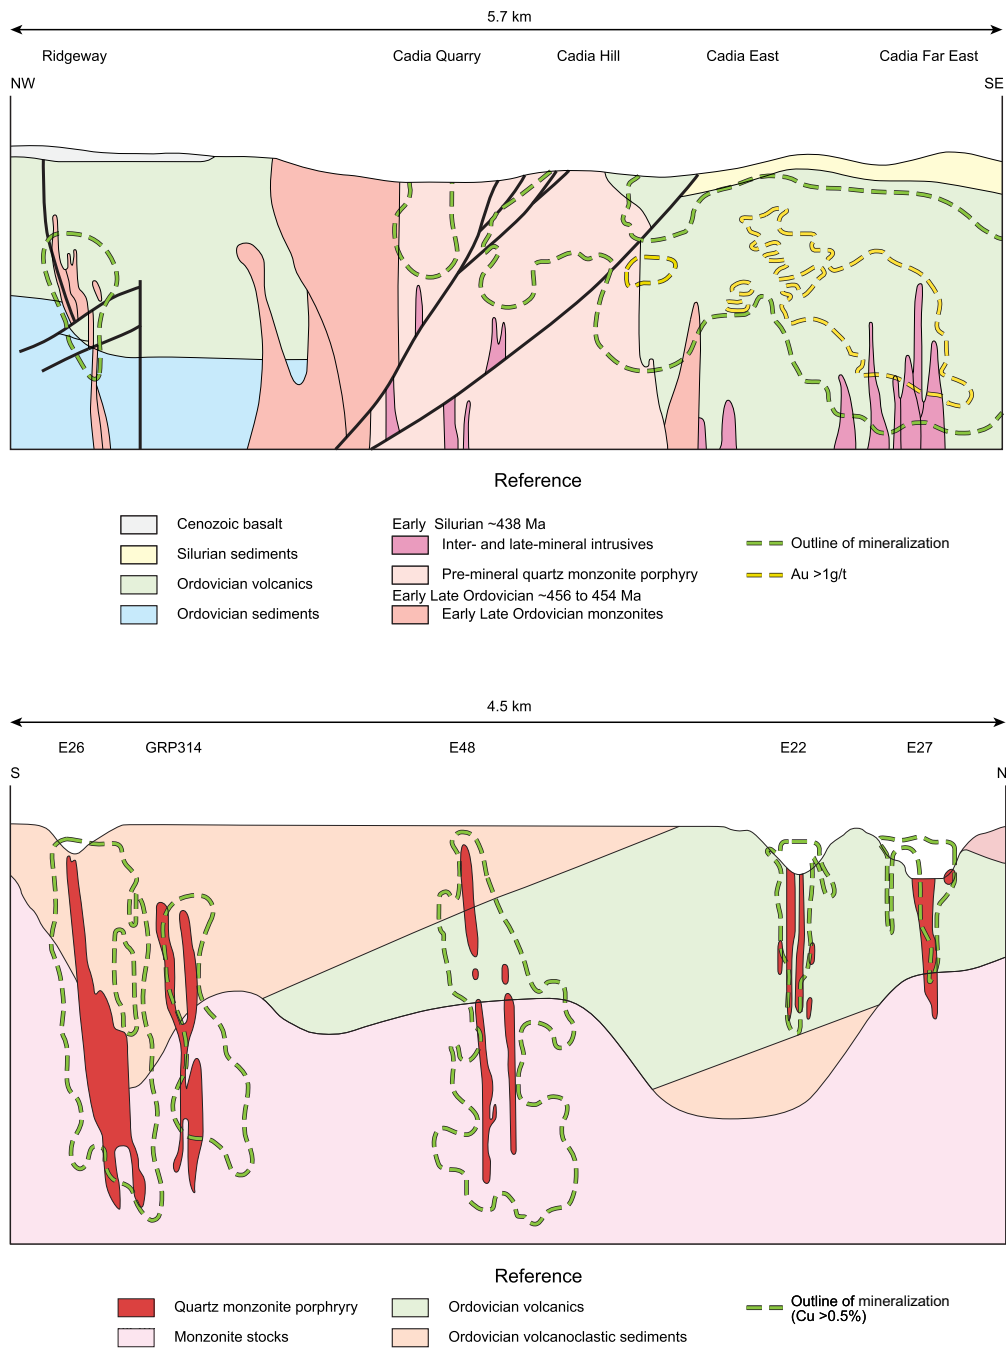 5.7 km
Ridgeway Cadia Quarry Cadia Hill Cadia East Cadia Far East
NW SE
Reference
Cenozoic basalt
Silurian sediments
Ordovician volcanics
Ordovician sediments
Early Silurian ~438 Ma
Inter- and late-mineral intrusives
Pre-mineral quartz monzonite porphyry
Early Late Ordovician ~456 to 454 Ma
Early Late Ordovician monzonites
Outline of mineralization
Au >1g/t
4.5 km
E26 GRP314 E48 E22 E27
S N
Reference
Quartz monzonite porphryry
Monzonite stocks
Ordovician volcanics
Ordovician volcanoclastic sediments
Outline of mineralization
(Cu >0.5%)